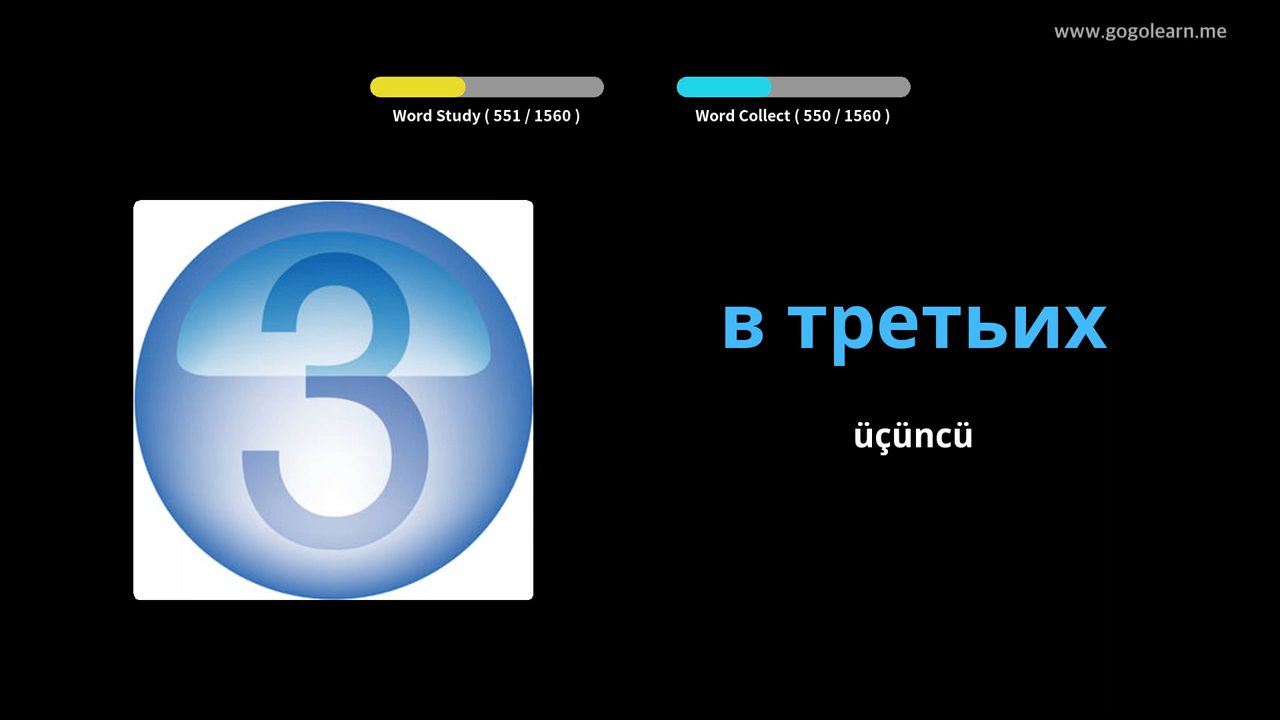 www.gogolearn.me
Word Study ( 551 / 1560 )
Word Collect ( 550 / 1560 )
3
в третьих
üçüncü